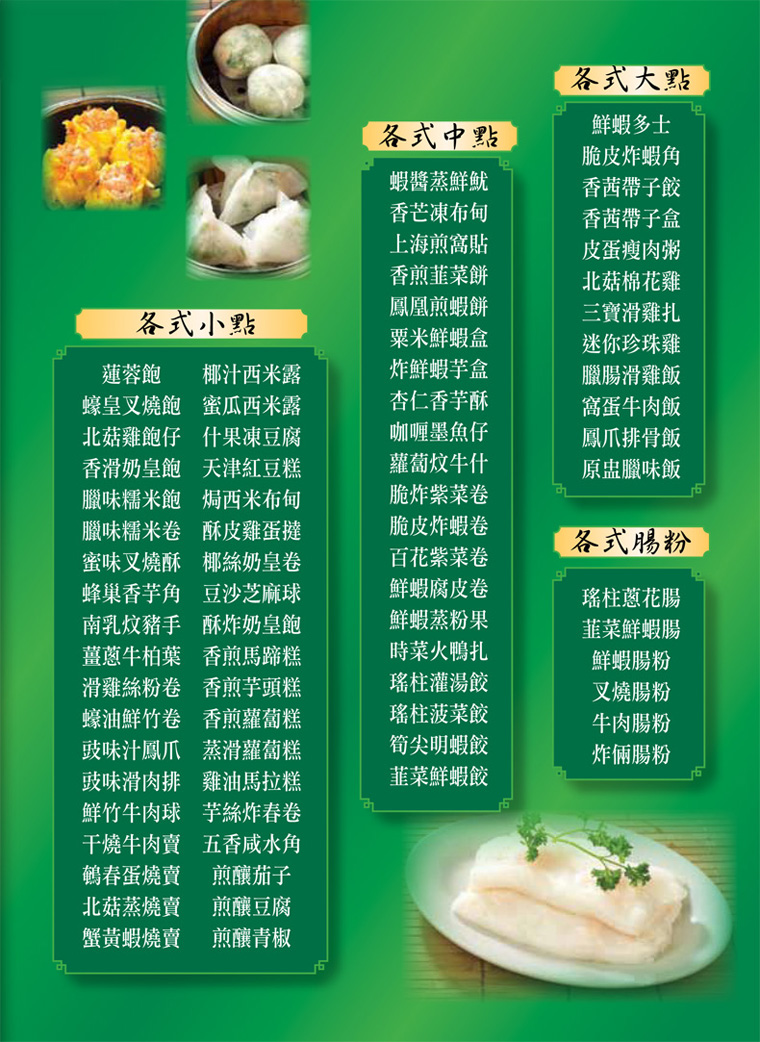 各式小點
蓮蓉飽 椰汁西米露
蠔皇叉燒飽 蜜瓜西米露
北菇雞飽仔 什果凍豆腐
香滑奶皇飽 天津紅豆糕
臘味糯米飽 焗西米布甸
臘味糯米卷 酥皮雞蛋撻
蜜味叉燒酥 椰絲奶皇卷
蜂巢香芋角 豆沙芝麻球
南乳炆豬手 酥炸奶皇飽
薑蔥牛柏葉 香煎馬蹄糕
滑雞絲粉卷 香煎芋頭糕
蠔油鮮竹卷 香煎蘿蔔糕
豉味汁鳳爪 蒸滑蘿蔔糕
豉味滑肉排 雞油馬拉糕
鮮竹牛肉球 芋絲炸春卷
干燒牛肉賣 五香咸水角
鵪春蛋燒賣 煎釀茄子
北菇蒸燒賣 煎釀豆腐
蟹黃蝦燒賣 煎釀青椒
各式中點
蝦醬蒸鮮魷
香芒凍布甸
上海煎窩貼
香煎韮菜餅
鳳凰煎蝦餅
粟米鮮蝦盒
炸鮮蝦芋盒
杏仁香芋酥
咖喱墨魚仔
蘿蔔炆牛什
脆炸紫菜卷
脆皮炸蝦卷
百花紫菜卷
鮮蝦腐皮卷
鮮蝦蒸粉果
時菜火鴨扎
瑤柱灌湯餃
瑤柱菠菜餃
筍尖明蝦餃
韮菜鮮蝦餃
各式大點
鮮蝦多士
脆皮炸蝦角
香茜帶子餃
香茜帶子盒
皮蛋瘦肉粥
北菇棉花雞
三寶滑雞扎
迷你珍珠雞
臘腸滑雞飯
窩蛋牛肉飯
鳳爪排骨飯
原盅臘味飯
各式腸粉
瑤柱蔥花腸
韮菜鮮蝦腸
鮮蝦腸粉
叉燒腸粉
牛肉腸粉
炸倆腸粉